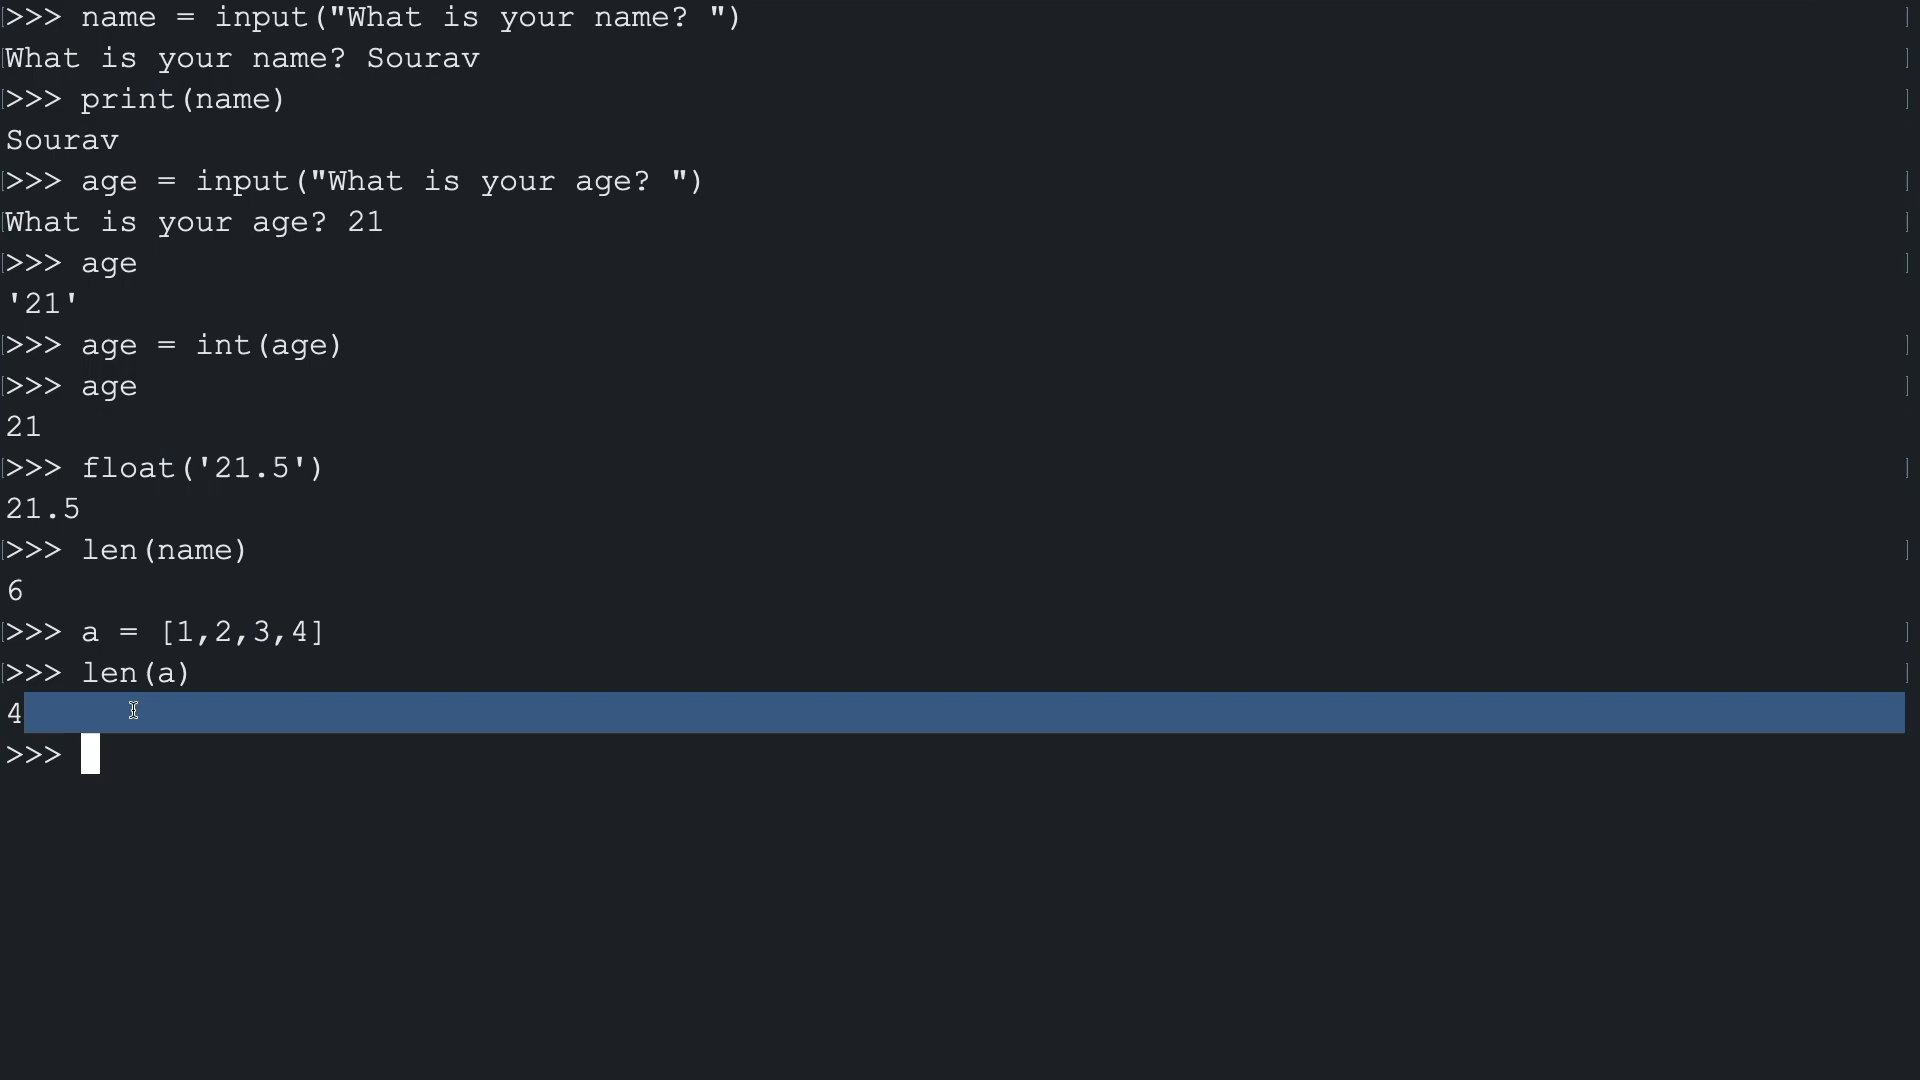 >>> name = input("What is your name? ")
What is your name? Sourav
>>> print(name)
Sourav
>>> age = input("What is your age? ")
What is your age? 21
>>> age
'21'
>>> age = int(age)
>>> age
21
>>> float('21.5')
21.5
>>> len(name)
6
>>> a = [1,2,3,4]
>>> len(a)
4
>>>